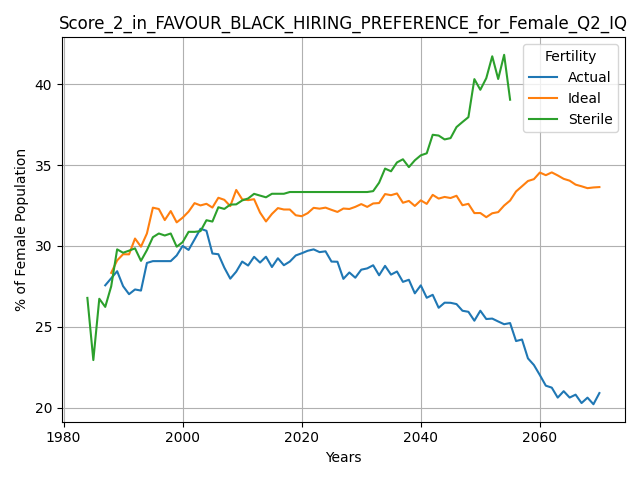 Score_2_in_FAVOUR_BLACK_HIRING_PREFERENCE_for_Female_Q2_IQ
Fertility
Actual
Ideal
Sterile
% of Female Population
40
35
30
25
20
1980
2000
2020
2040
2060
Years